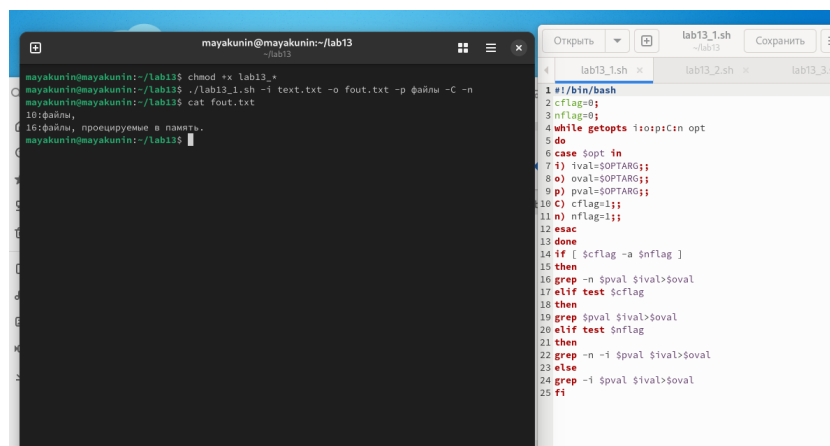 mayakunin@mayakunin:~/lab13
~/lab13
mayakunin@mayakunin:~/lab13$ chmod +x lab13_*
mayakunin@mayakunin:~/lab13$ ./lab13_1.sh -i text.txt -o fout.txt -p файлы -C -n
mayakunin@mayakunin:~/lab13$ cat fout.txt
10:файлы,
16:файлы, проецируемые в память.
mayakunin@mayakunin:~/lab13$
Открыть
lab13_1.sh
~/lab13
Сохранить
lab13_1.sh ×
lab13_2.sh ×
lab13_3.
1 #!/bin/bash
2 cflag=0;
3 nflag=0;
4 while getopts i:o:p:C:n opt
5 do
6 case $opt in
7 i) ival=$OPTARG;;
8 o) oval=$OPTARG;;
9 p) pval=$OPTARG;;
10 C) cflag=1;;
11 n) nflag=1;;
12 esac
13 done
14 if [ $cflag -a $nflag ]
15 then
16 grep -n $pval $ival>$oval
17 elif test $cflag
18 then
19 grep $pval $ival>$oval
20 elif test $nflag
21 then
22 grep -n -i $pval $ival>$oval
23 else
24 grep -i $pval $ival>$oval
25 fi